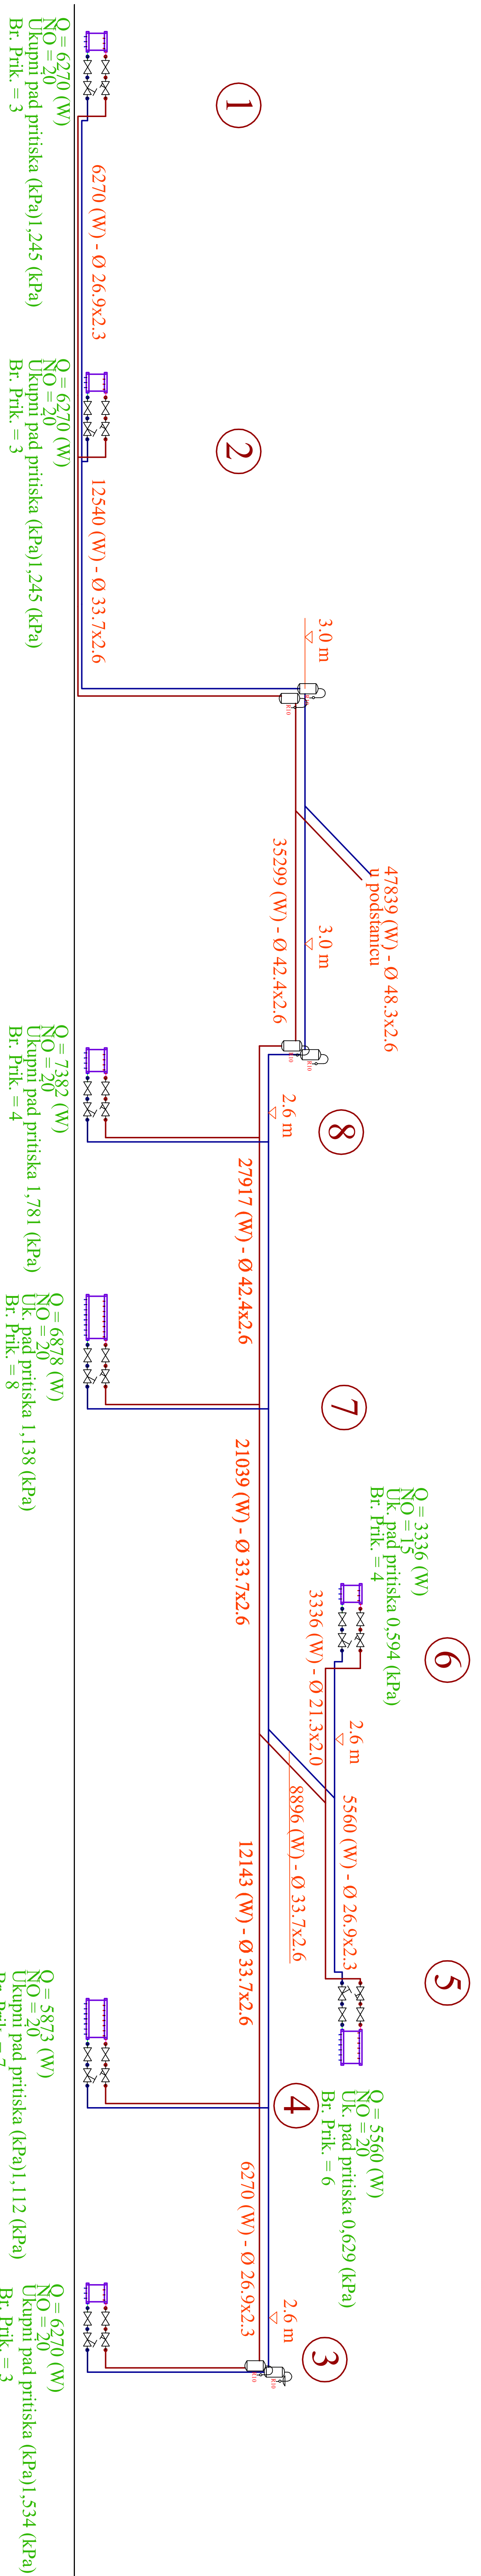 1
Q = 6270 (W)
NO = 20
Ukupni pad pritiska (kPa)1,245 (kPa)
Br. Prik. = 3
6270 (W) - Ø 26.9x2.3
2
Q = 6270 (W)
NO = 20
Ukupni pad pritiska (kPa)1,245 (kPa)
Br. Prik. = 3
12540 (W) - Ø 33.7x2.6
3.0 m
47839 (W) - Ø 48.3x2.6
u podstanicu
3.0 m
35299 (W) - Ø 42.4x2.6
8
2.6 m
Q = 7382 (W)
NO = 20
Ukupni pad pritiska 1,781 (kPa)
Br. Prik. = 4
27917 (W) - Ø 42.4x2.6
7
Q = 6878 (W)
NO = 20
Uk. pad pritiska 1,138 (kPa)
Br. Prik. = 8
21039 (W) - Ø 33.7x2.6
6
Q = 3336 (W)
NO = 15
Uk. pad pritiska 0,594 (kPa)
Br. Prik. = 4
3336 (W) - Ø 21.3x2.0
2.6 m
8896 (W) - Ø 33.7x2.6
5560 (W) - Ø 26.9x2.3
5
Q = 5560 (W)
NO = 20
Uk. pad pritiska 0,629 (kPa)
Br. Prik. = 6
12143 (W) - Ø 33.7x2.6
4
Q = 5873 (W)
NO = 20
Ukupni pad pritiska (kPa)1,112 (kPa)
6270 (W) - Ø 26.9x2.3
2.6 m
3
Q = 6270 (W)
NO = 20
Ukupni pad pritiska (kPa)1,534 (kPa)
Br. Prik. = 3